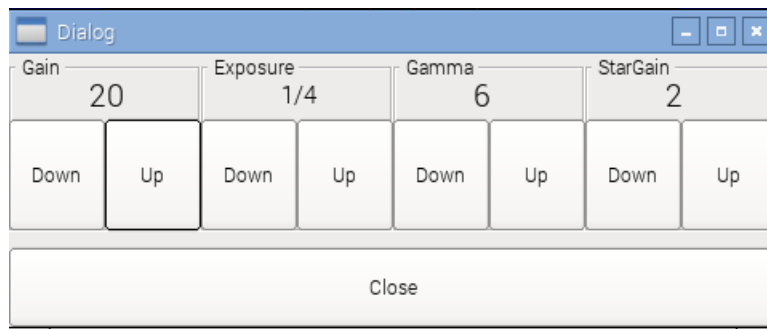 Dialog
Gain Exposure Gamma StarGain
20 1/4 6 2
Down Up Down Up Down Up Down Up
Close